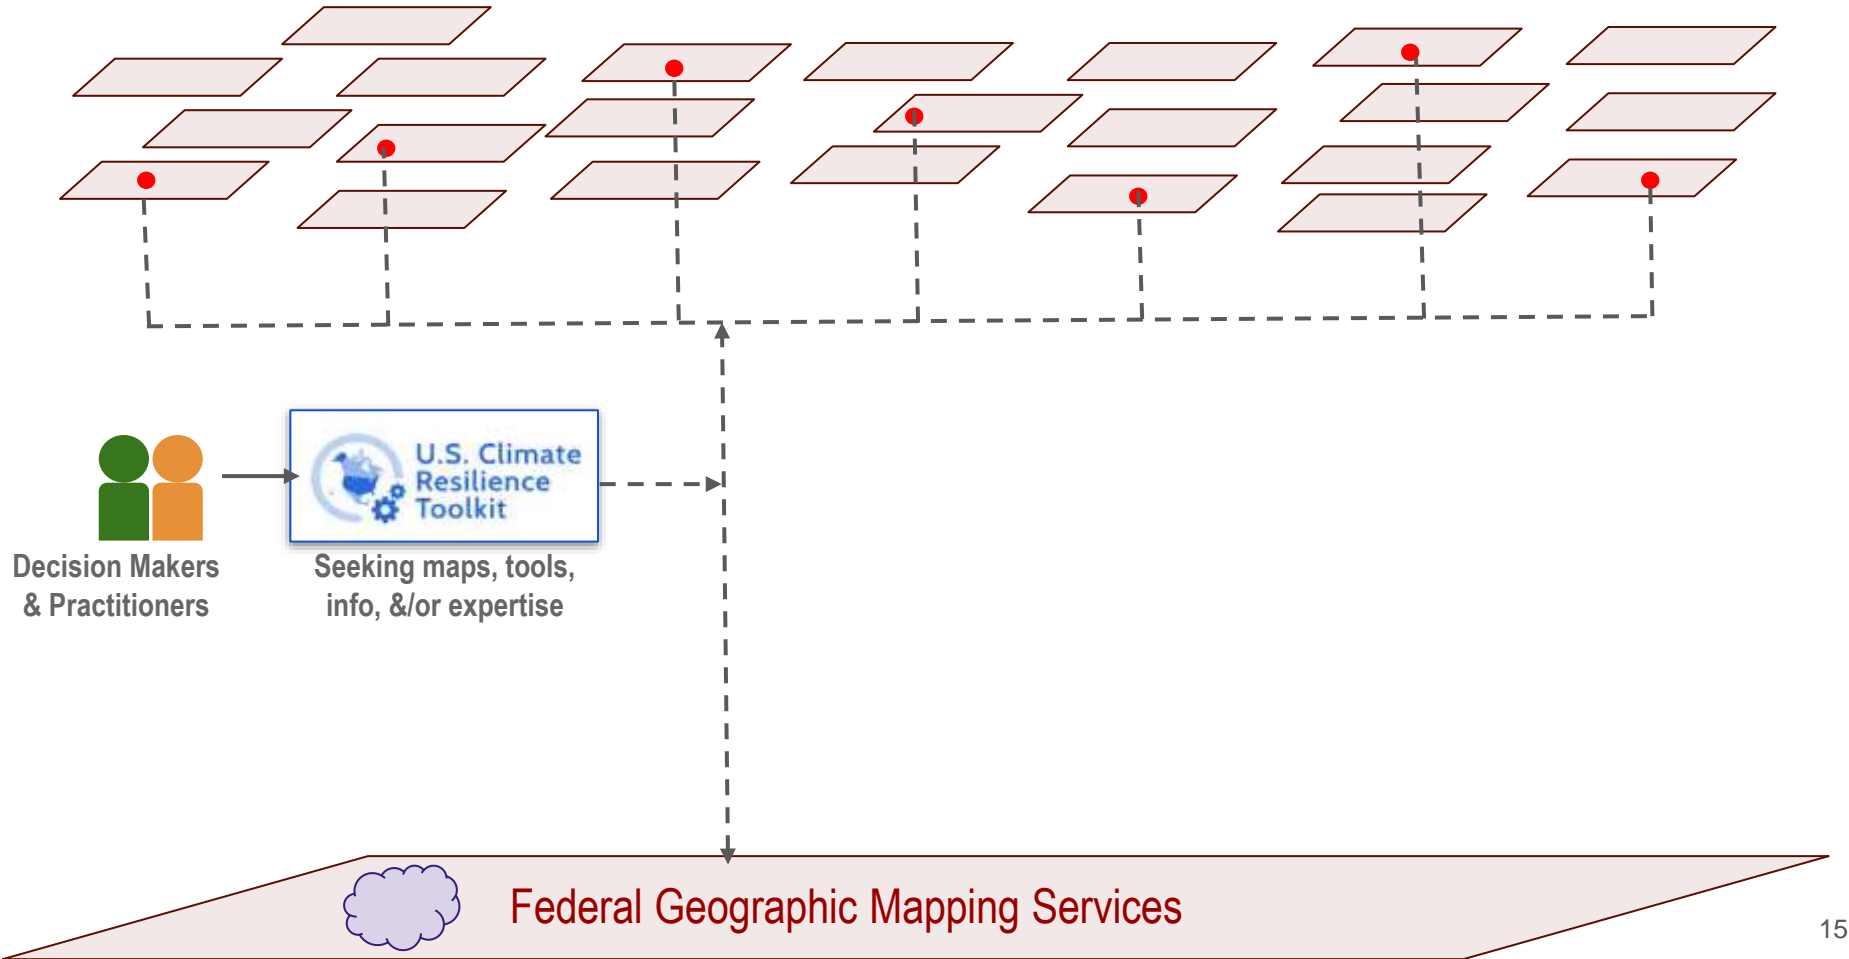 U.S. Climate
Resilience
Toolkit
Decision Makers
& Practitioners
Seeking maps, tools,
info, &/or expertise
Federal Geographic Mapping Services
15